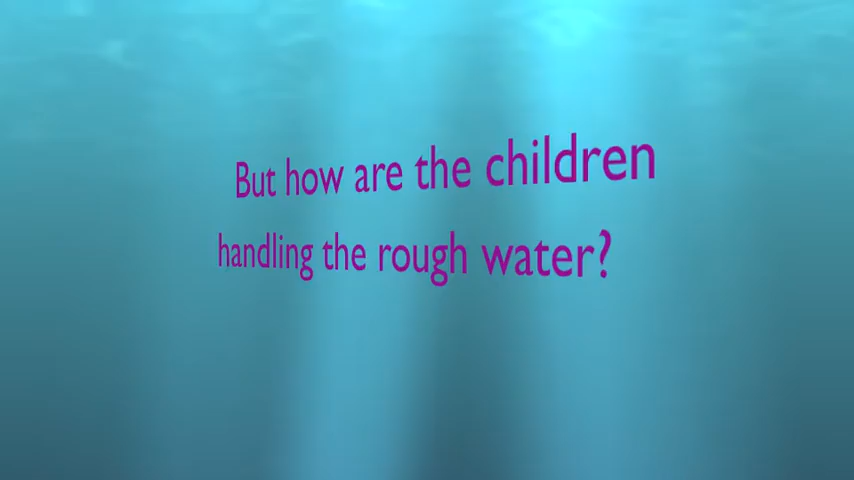 But how are the children
handling the rough water?